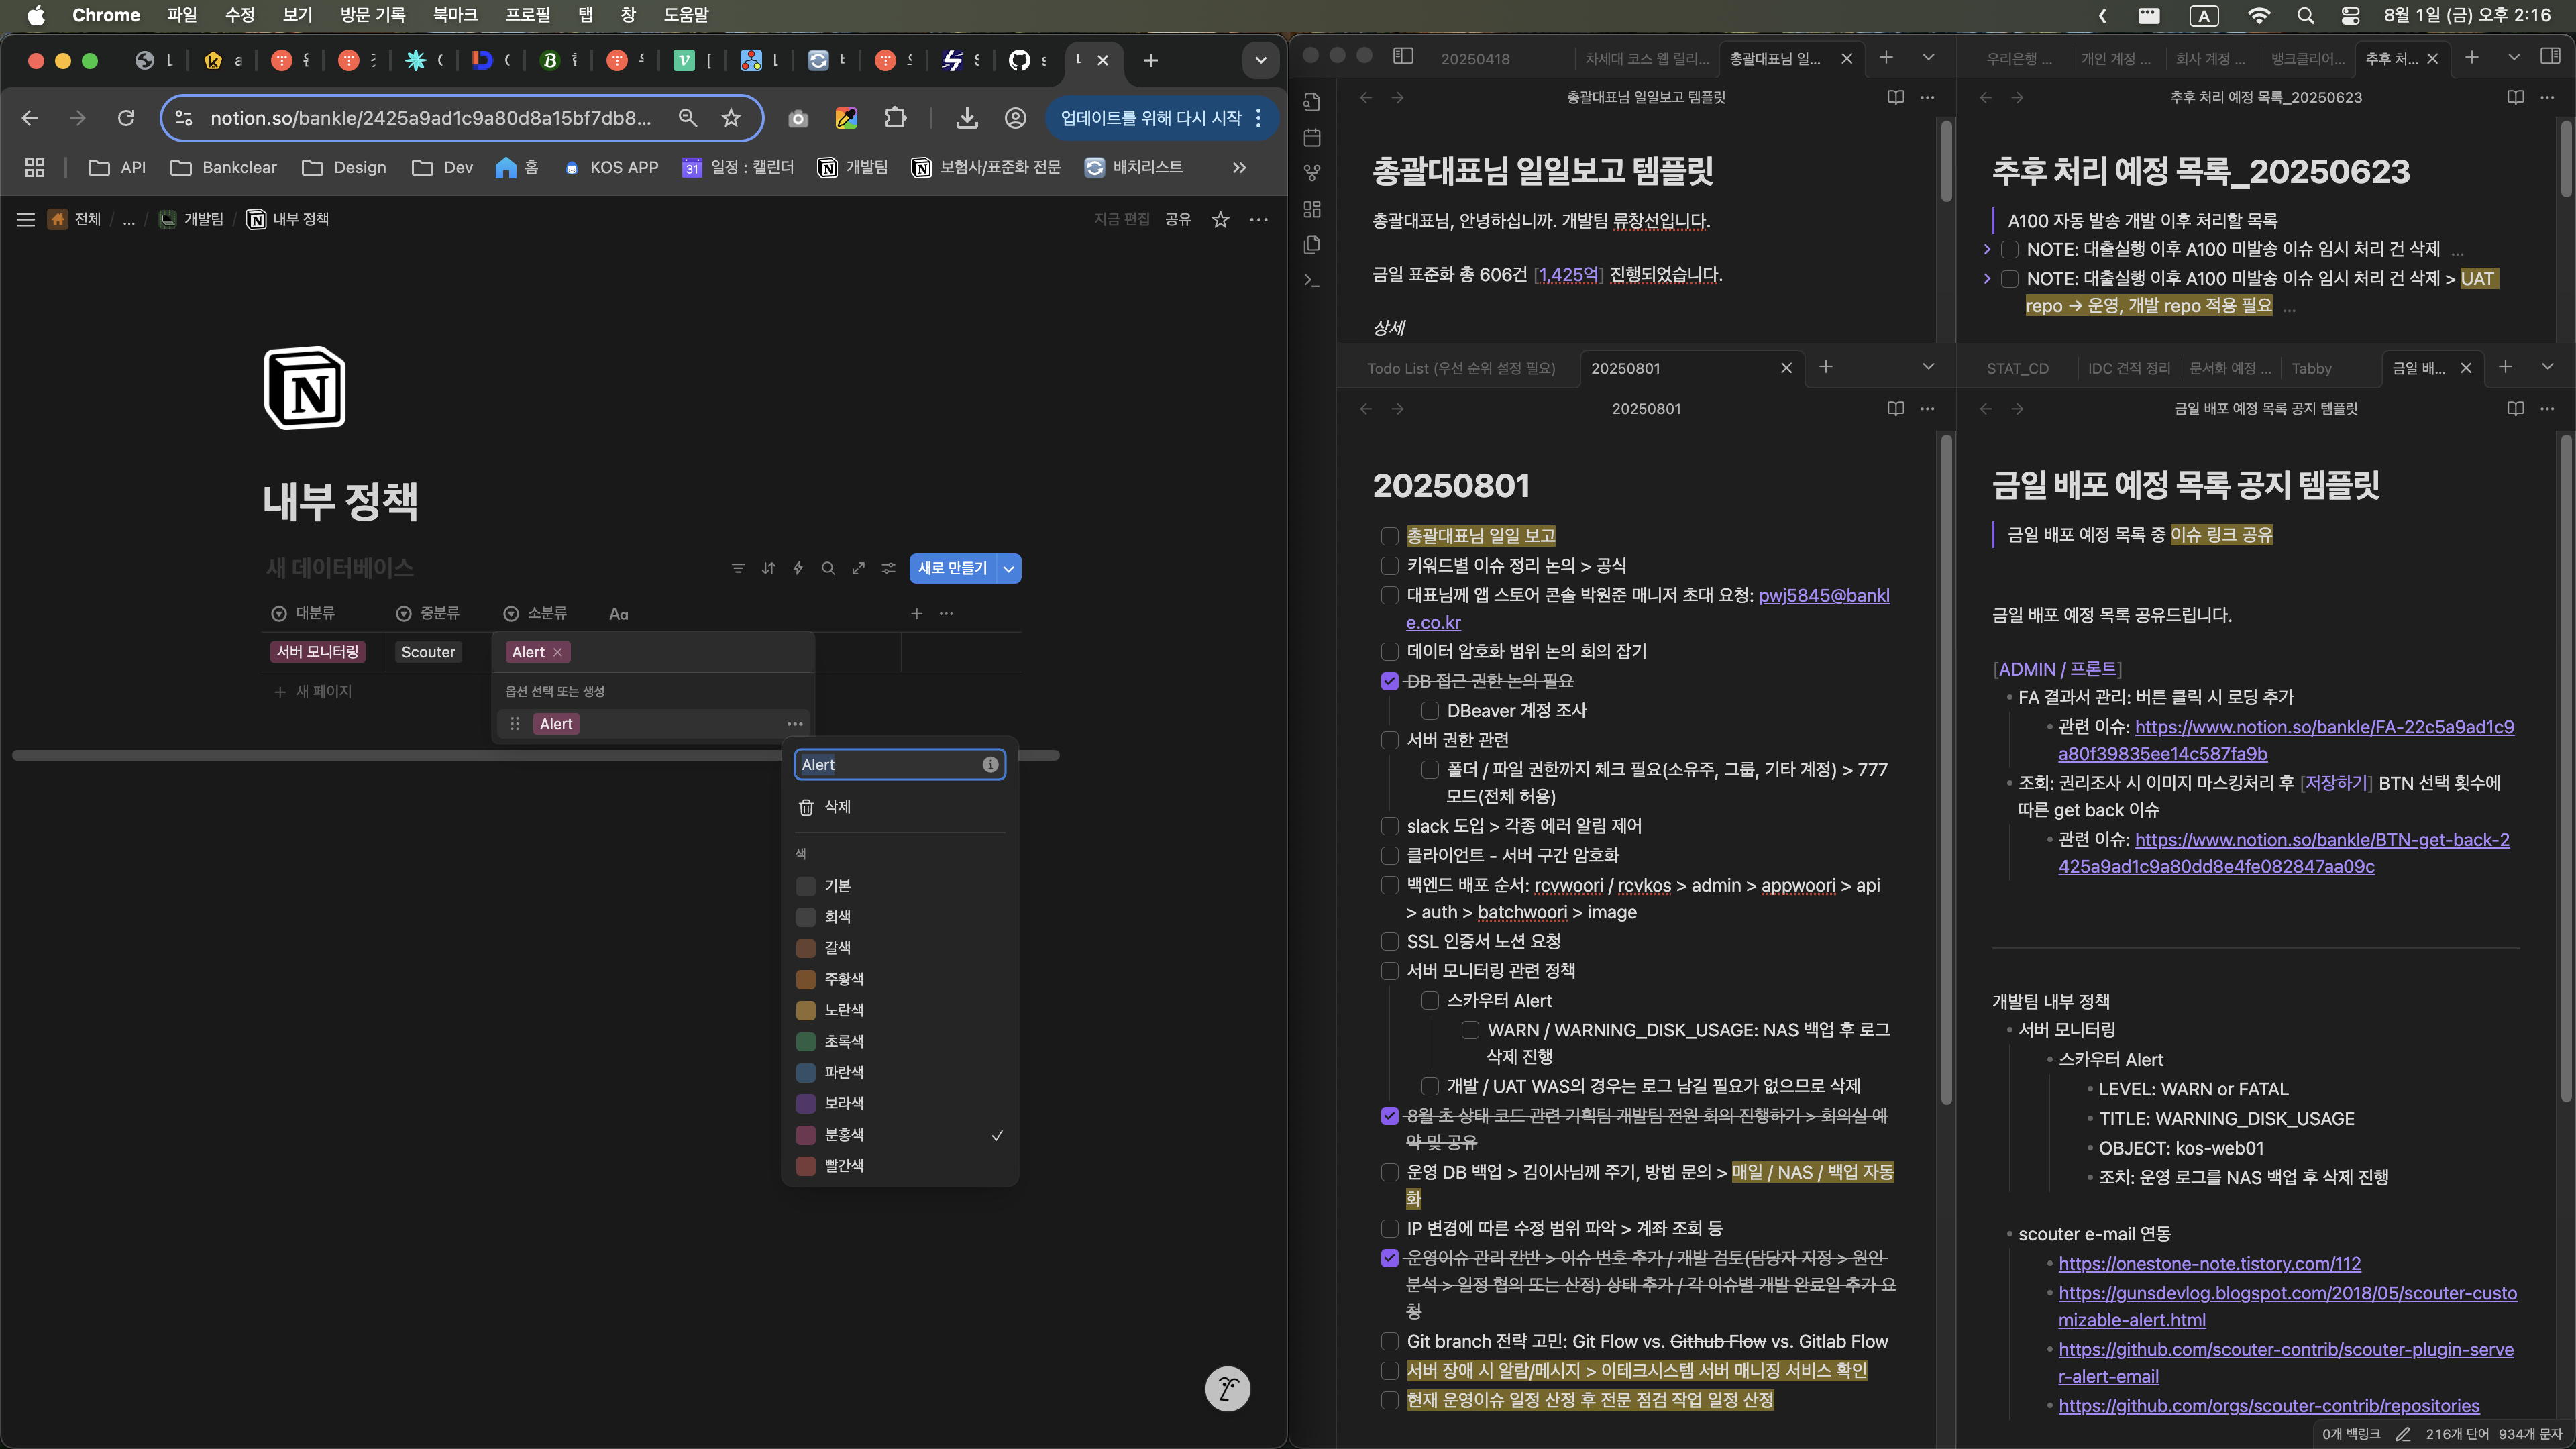 Chrome 파일 수정 보기 방문 기록 북마크 프로필 탭 창 도움말
A 8월 1일 (금) 오후 2:16
notion.so/bankle/2425a9ad1c9a80d8a15bf7db8...
업데이트를 위해 다시 시작
API Bankclear Design Dev 홈 KOS APP 31 일정 : 캘린더 개발팀 보험사/표준화 전문 배치리스트
전체 / ... / 개발팀 / 내부 정책
지금 편집 공유
내부 정책
새 데이터베이스
새로 만들기
대분류 중분류 소분류 Aa
서버 모니터링 Scouter Alert
새 페이지
옵션 선택 또는 생성
Alert
Alert
삭제
색
기본
회색
갈색
주황색
노란색
초록색
파란색
보라색
분홍색
빨간색
20250418 차세대 코스 웹 릴리... 총괄대표님 일...
총괄대표님 일일보고 템플릿
총괄대표님 일일보고 템플릿
총괄대표님, 안녕하십니까. 개발팀 류창선입니다.
금일 표준화 총 606건 [1,425억] 진행되었습니다.
상세
우리은행 ... 개인 계정 ... 회사 계정 ... 뱅크클리어... 추후 처...
추후 처리 예정 목록_20250623
추후 처리 예정 목록_20250623
A100 자동 발송 개발 이후 처리할 목록
NOTE: 대출실행 이후 A100 미발송 이슈 임시 처리 건 삭제 ...
NOTE: 대출실행 이후 A100 미발송 이슈 임시 처리 건 삭제 > UAT
repo → 운영, 개발 repo 적용 필요 ...
Todo List (우선 순위 설정 필요) 20250801
20250801
20250801
총괄대표님 일일 보고
키워드별 이슈 정리 논의 > 공식
대표님께 앱 스토어 콘솔 박원준 매니저 초대 요청: pwj5845@bankl
e.co.kr
데이터 암호화 범위 논의 회의 잡기
DB 접근 권한 논의 필요
DBeaver 계정 조사
서버 권한 관련
폴더 / 파일 권한까지 체크 필요(소유주, 그룹, 기타 계정) > 777
모드(전체 허용)
slack 도입 > 각종 에러 알림 제어
클라이언트 - 서버 구간 암호화
백엔드 배포 순서: rcvwoori / rcvkos > admin > appwoori > api
> auth > batchwoori > image
SSL 인증서 노션 요청
서버 모니터링 관련 정책
스카우터 Alert
WARN / WARNING_DISK_USAGE: NAS 백업 후 로그
삭제 진행
개발 / UAT WAS의 경우는 로그 남길 필요가 없으므로 삭제
8월 초 상태 코드 관련 기획팀 개발팀 전원 회의 진행하기 > 회의실 예
약 및 공유
운영 DB 백업 > 김이사님께 주기, 방법 문의 > 매일 / NAS / 백업 자동
화
IP 변경에 따른 수정 범위 파악 > 계좌 조회 등
운영이슈 관리 칸반 > 이슈 번호 추가 / 개발 검토(담당자 지정 > 원인
분석 > 일정 협의 또는 산정) 상태 추가 / 각 이슈별 개발 완료일 추가 요
청
Git branch 전략 고민: Git Flow vs. Github Flow vs. Gitlab Flow
서버 장애 시 알람/메시지 > 이테크시스템 서버 매니징 서비스 확인
현재 운영이슈 일정 산정 후 전문 점검 작업 일정 산정
STAT_CD IDC 견적 정리 문서화 예정 ... Tabby 금일 배...
금일 배포 예정 목록 공지 템플릿
금일 배포 예정 목록 공지 템플릿
금일 배포 예정 목록 중 이슈 링크 공유
금일 배포 예정 목록 공유드립니다.
[ADMIN / 프론트]
FA 결과서 관리: 버튼 클릭 시 로딩 추가
관련 이슈: https://www.notion.so/bankle/FA-22c5a9ad1c9
a80f39835ee14c587fa9b
조회: 권리조사 시 이미지 마스킹처리 후 [저장하기] BTN 선택 횟수에
따른 get back 이슈
관련 이슈: https://www.notion.so/bankle/BTN-get-back-2
425a9ad1c9a80dd8e4fe082847aa09c
개발팀 내부 정책
서버 모니터링
스카우터 Alert
LEVEL: WARN or FATAL
TITLE: WARNING_DISK_USAGE
OBJECT: kos-web01
조치: 운영 로그를 NAS 백업 후 삭제 진행
scouter e-mail 연동
https://onestone-note.tistory.com/112
https://gunsdevlog.blogspot.com/2018/05/scouter-custo
mizable-alert.html
https://github.com/scouter-contrib/scouter-plugin-serve
r-alert-email
https://github.com/orgs/scouter-contrib/repositories
0개 백링크 216개 단어 934개 문자